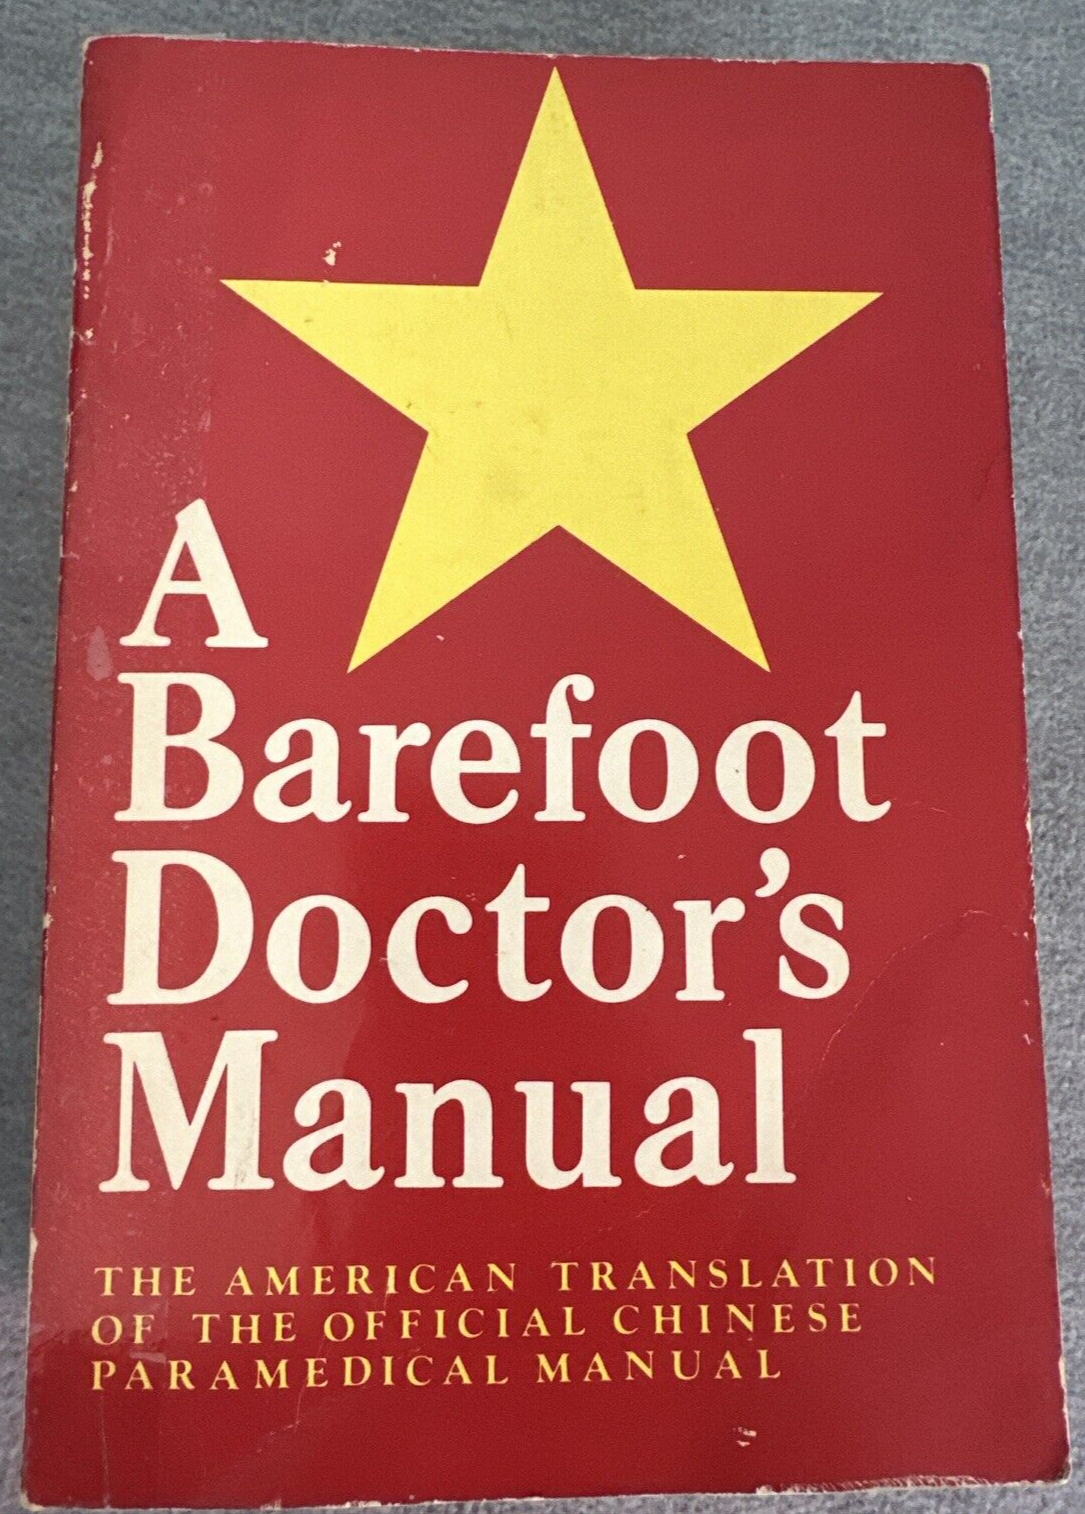 A
Barefoot
Doctor's
Manual
THE AMERICAN TRANSLATION
OF THE OFFICIAL CHINESE
PARAMEDICAL MANUAL